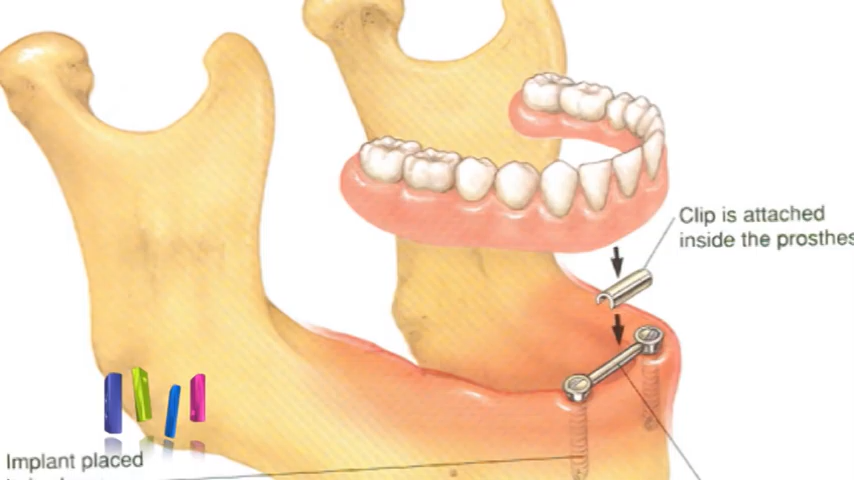 Clip is attached
inside the prosthes
Implant placed